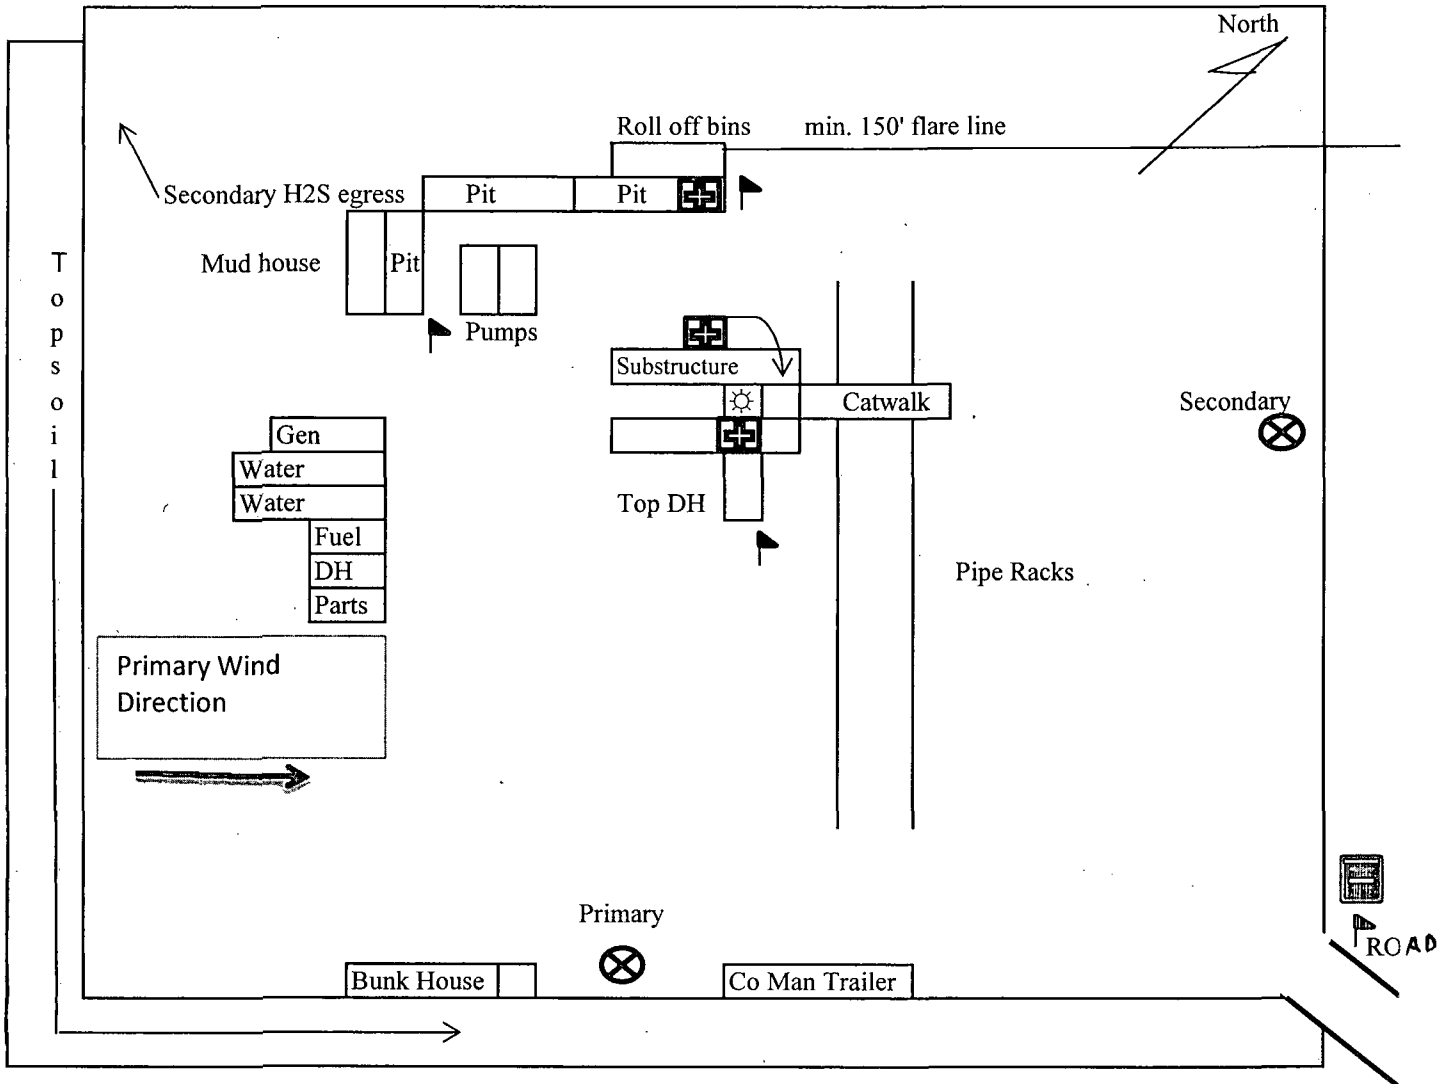 North
Roll off bins
min. 150' flare line
Secondary H2S egress
Pit
Pit
Mud house
Pit
Pumps
Topsoil
Substructure
Catwalk
Secondary
Gen
Water
Water
Top DH
Fuel
DH
Parts
Pipe Racks
Primary Wind
Direction
Primary
ROAD
Bunk House
Co Man Trailer